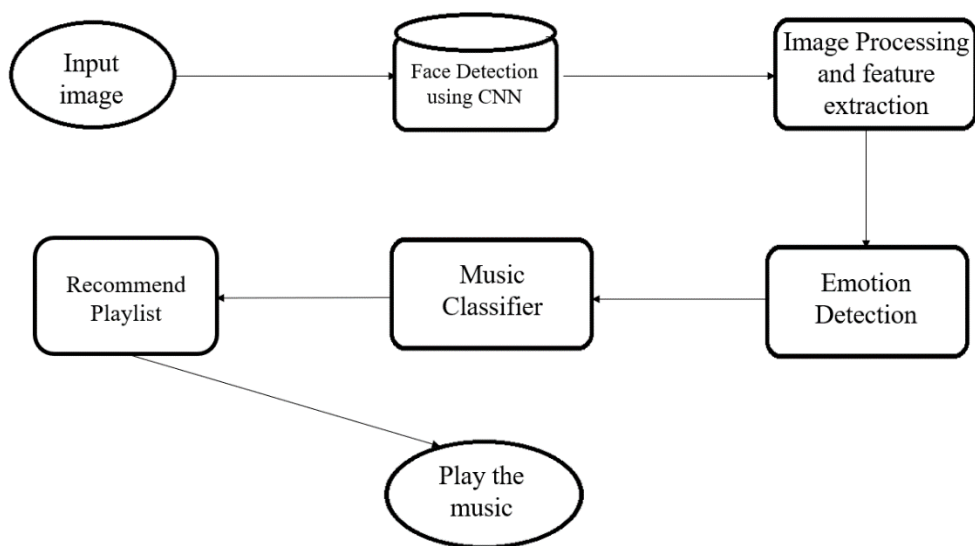 Input
image
Face Detection
using CNN
Image Processing
and feature
extraction
Emotion
Detection
Music
Classifier
Recommend
Playlist
Play the
music